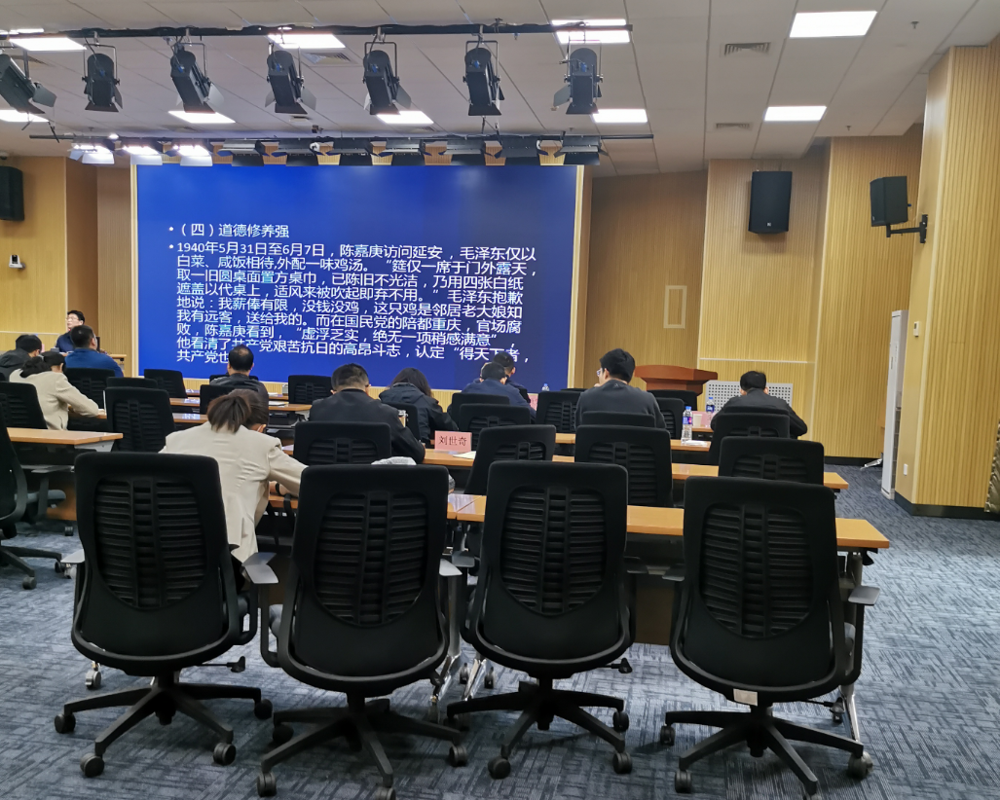 •（四）道德修养强
•1940年5月31日至6月7日，陈嘉庚访问延安，毛泽东仅以
白菜、咸饭相待,外配一味鸡汤。“筵仅一席于门外露天，
取一旧圆桌面置方桌巾，已陈旧不光洁，乃用四张白纸
遮盖以代桌上，适风来被吹起即弃不用。”毛泽东抱歉
地说：我薪俸有限，没钱没鸡，这只鸡是邻居老大娘知
我有远客，送给我的。而在国民党的陪都重庆，官场腐
败，陈嘉庚看到，“虚浮乏实，绝无一项稍感满意”，
他看清了共产党艰苦抗日的高昂斗志，认定“得天下者，
共产党也
刘世奇